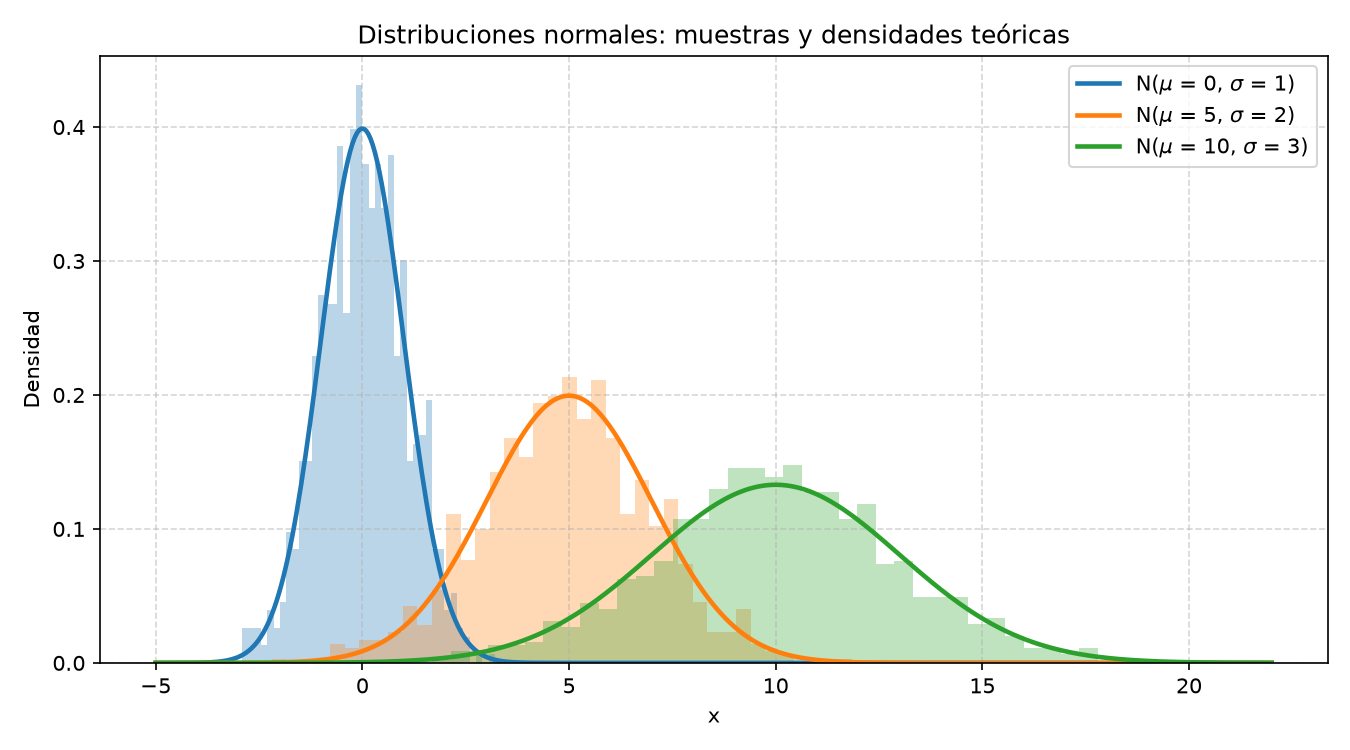 Distribuciones normales: muestras y densidades teóricas
N(μ = 0, σ = 1)
N(μ = 5, σ = 2)
N(μ = 10, σ = 3)
Densidad
0.4
0.3
0.2
0.1
0.0
−5 0 5 10 15 20
x